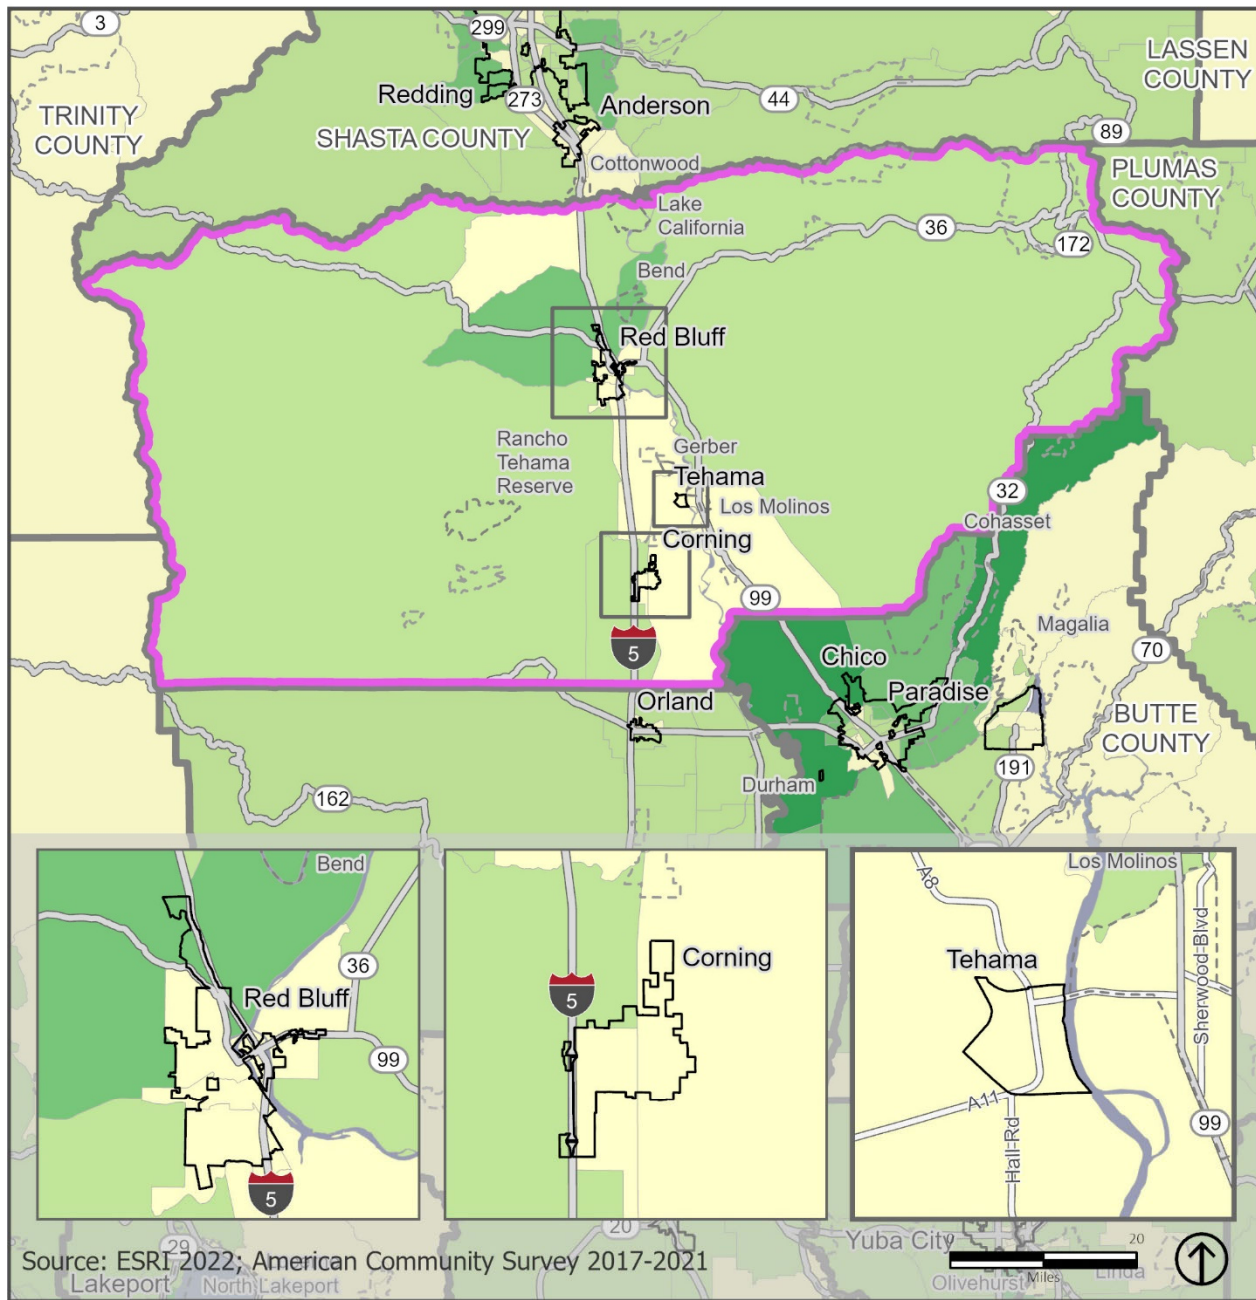 3
299
LASSEN
COUNTY
Redding
273
Anderson
44
TRINITY
COUNTY
SHASTA COUNTY
89
Cottonwood
PLUMAS
COUNTY
Lake
California
36
172
Bend
Red Bluff
Rancho
Tehama
Reserve
Gerber
Tehama
Los Molinos
32
Cohasset
Corning
99
5
Magalia
70
Chico
Paradise
Orland
BUTTE
COUNTY
191
Durham
162
Bend
36
Red Bluff
99
5
Corning
5
Los Molinos
A8
Tehama
Sherwood Blvd
A11
Hall Rd
99
20
Yuba City
0 20
Miles
Source: ESRI 2022; American Community Survey 2017-2021
29
Lakeport
North Lakeport
Olivehurst
Linda